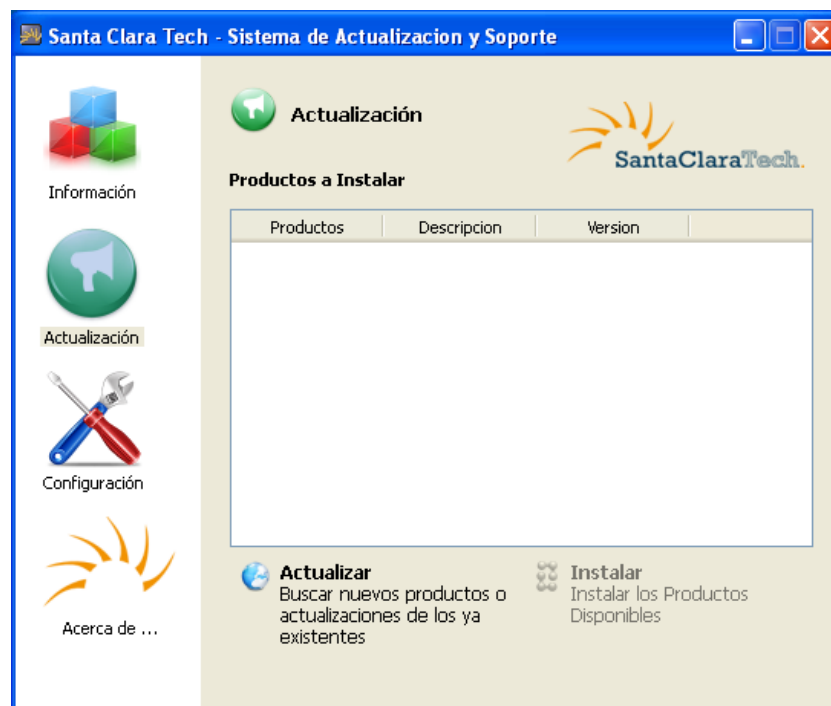 Santa Clara Tech - Sistema de Actualizacion y Soporte
Información
Actualización
Configuración
Acerca de ...
Actualización
SantaClaraTech.
Productos a Instalar
Productos Descripcion Version
Actualizar
Buscar nuevos productos o
actualizaciones de los ya
existentes
Instalar
Instalar los Productos
Disponibles